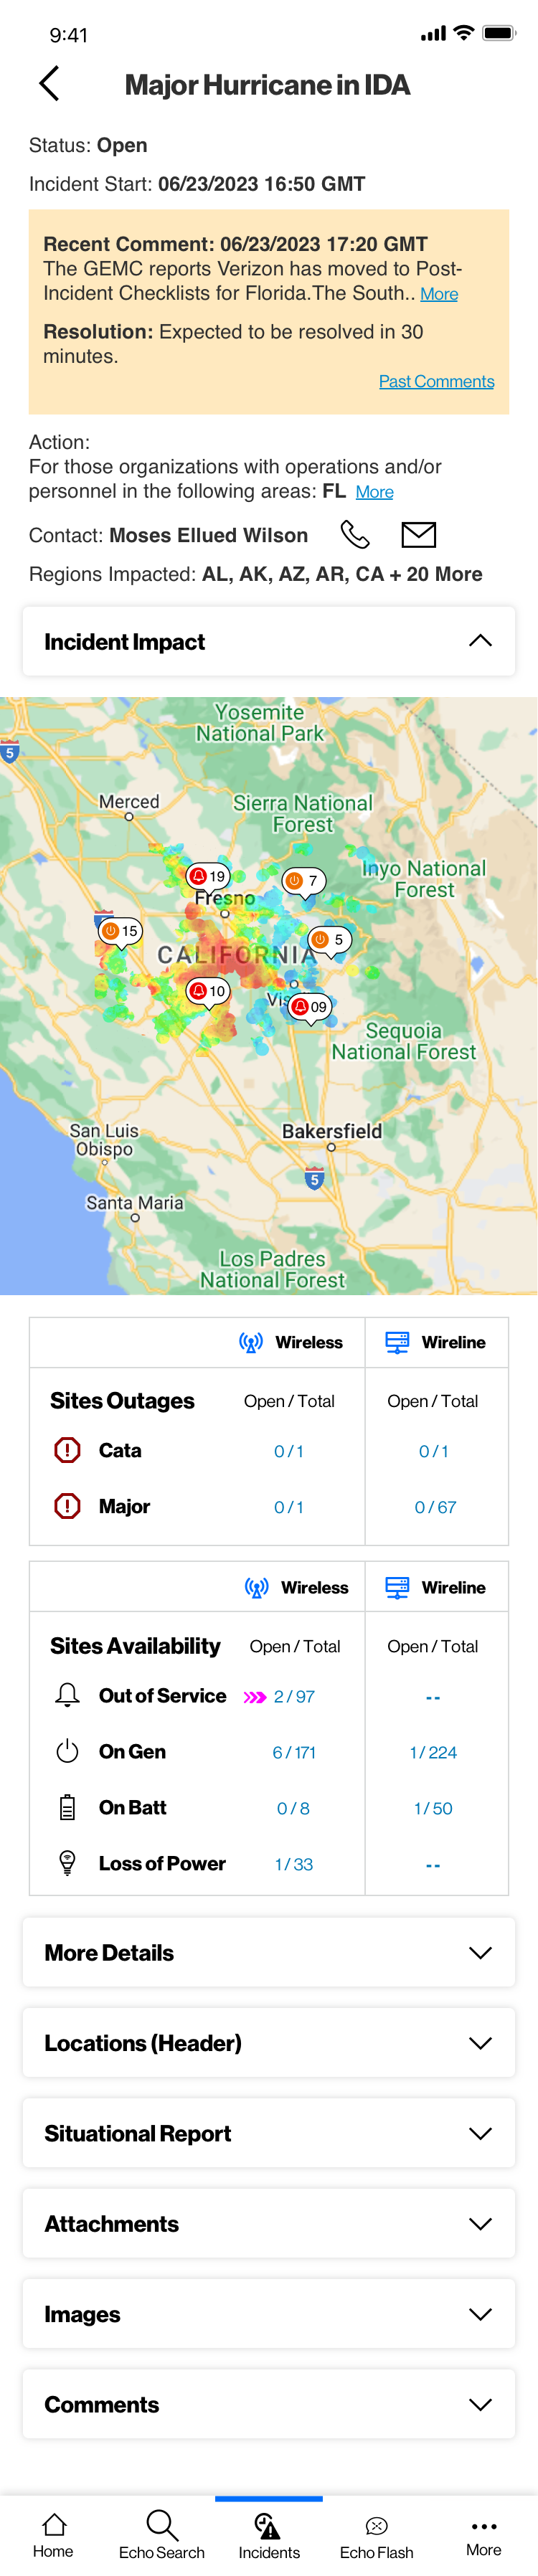 9:41
Major Hurricane in IDA
Status: Open
Incident Start: 06/23/2023 16:50 GMT
Recent Comment: 06/23/2023 17:20 GMT
The GEMC reports Verizon has moved to Post-
Incident Checklists for Florida.The South.. More
Resolution: Expected to be resolved in 30
minutes.
Past Comments
Action:
For those organizations with operations and/or
personnel in the following areas: FL More
Contact: Moses Ellued Wilson
Regions Impacted: AL, AK, AZ, AR, CA + 20 More
Incident Impact
Yosemite
National Park
5
Merced
Sierra National
Forest
Inyo National
Forest
19
7
Fresno
15
5
CALIFORNIA
10
Vis
09
Sequoia
National Forest
San Luis
Obispo
Bakersfield
5
Santa Maria
Los Padres
National Forest
Wireless Wireline
Sites Outages Open / Total Open / Total
Cata 0 / 1 0 / 1
Major 0 / 1 0 / 67
Wireless Wireline
Sites Availability Open / Total Open / Total
Out of Service 2 / 97 --
On Gen 6 / 171 1 / 224
On Batt 0 / 8 1 / 50
Loss of Power 1 / 33 --
More Details
Locations (Header)
Situational Report
Attachments
Images
Comments
Home Echo Search Incidents Echo Flash More